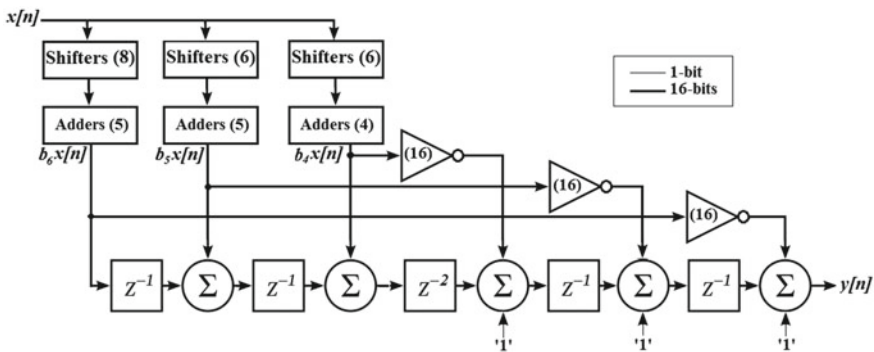 x[n]
Shifters (8) Shifters (6) Shifters (6)
1-bit
16-bits
Adders (5) Adders (5) Adders (4)
b₆x[n] b₅x[n] b₄x[n] (16)
(16)
(16)
Z⁻¹ Σ Z⁻¹ Σ Z⁻² Σ Z⁻¹ Σ Z⁻¹ Σ y[n]
'1' '1' '1'